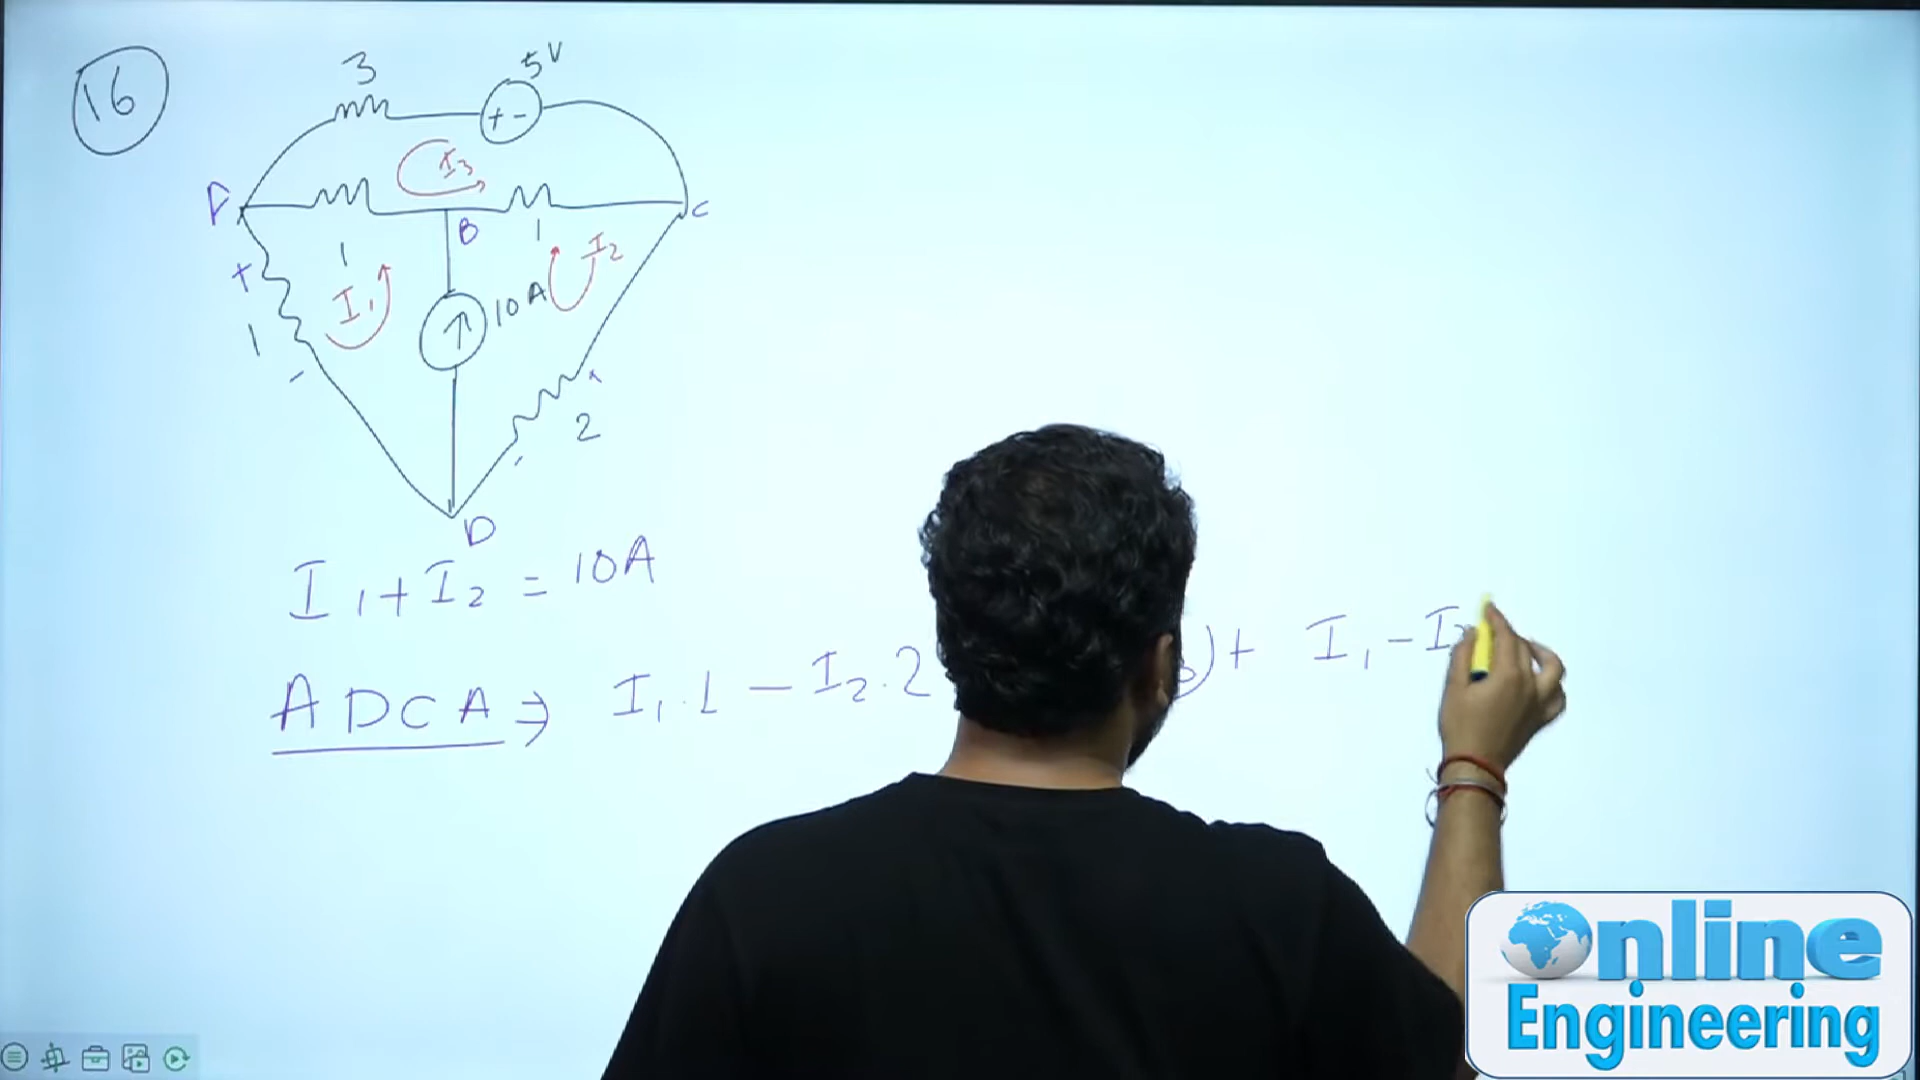 16
3
5V
+ -
I3
A
B
C
1
1
I1
I2
+
10A
1
-
+
2
-
D
I1 + I2 = 10A
ADCA ⇒ I1.1 - I2.2 ) + I1 - I
Online
Engineering